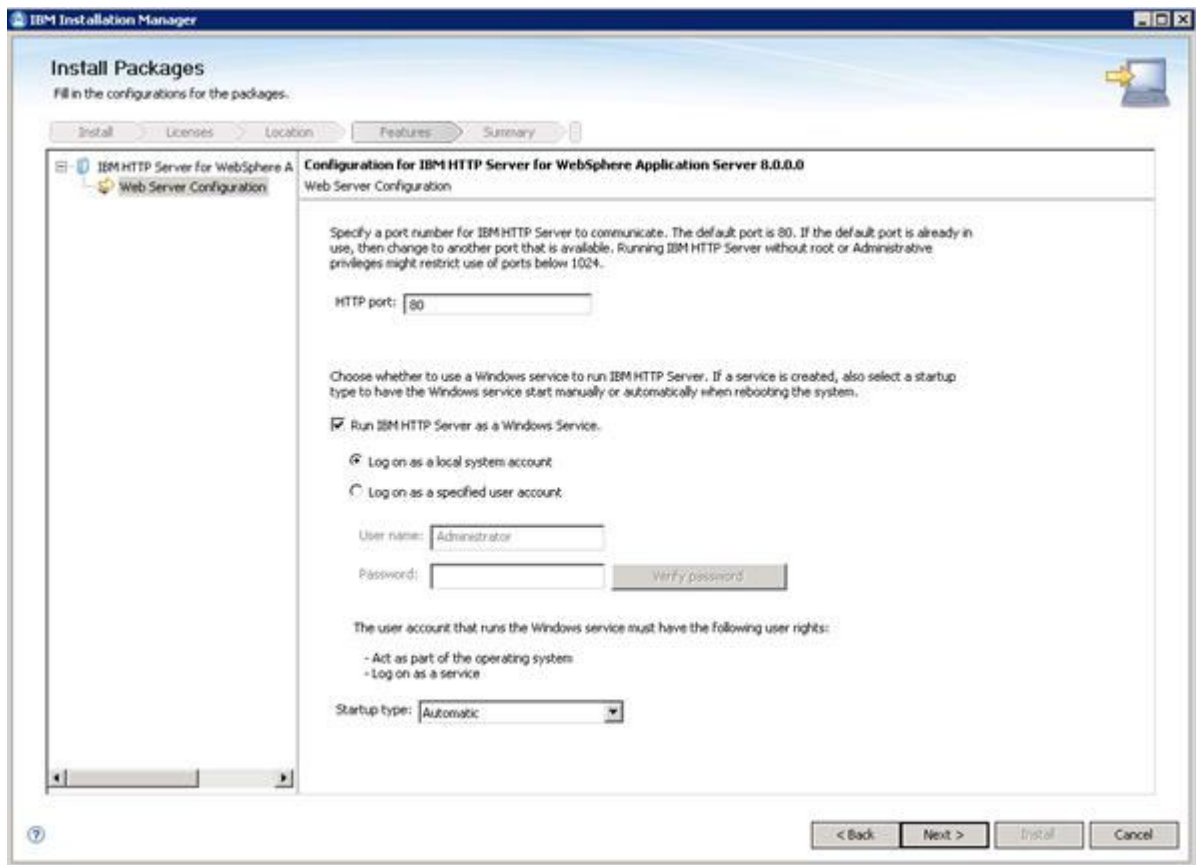 IBM Installation Manager
Install Packages
Fill in the configurations for the packages.
Install
Licenses
Location
Features
Summary
IBM HTTP Server for WebSphere A
Web Server Configuration
Configuration for IBM HTTP Server for WebSphere Application Server 8.0.0.0
Web Server Configuration
Specify a port number for IBM HTTP Server to communicate. The default port is 80. If the default port is already in
use, then change to another port that is available. Running IBM HTTP Server without root or Administrative
privileges might restrict use of ports below 1024.
HTTP port: 80
Choose whether to use a Windows service to run IBM HTTP Server. If a service is created, also select a startup
type to have the Windows service start manually or automatically when rebooting the system.
Run IBM HTTP Server as a Windows Service.
Log on as a local system account
Log on as a specified user account
User name: Administrator
Password:
Verify password
The user account that runs the Windows service must have the following user rights:
- Act as part of the operating system
- Log on as a service
Startup type: Automatic
?
< Back
Next >
Install
Cancel